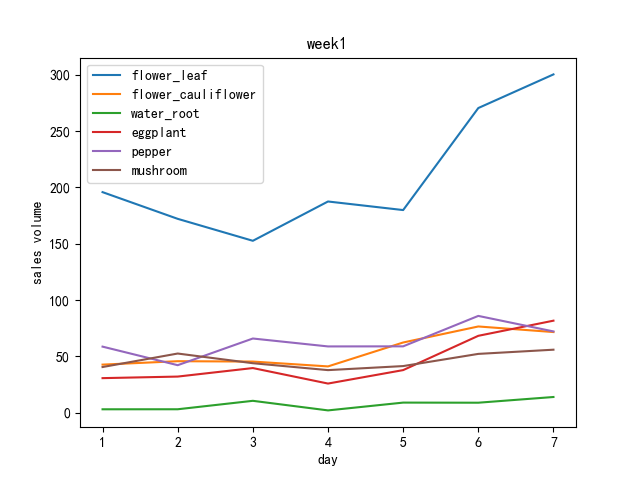 week1
flower_leaf
flower_cauliflower
water_root
eggplant
pepper
mushroom
300
250
200
150
100
50
0
sales volume
1 2 3 4 5 6 7
day